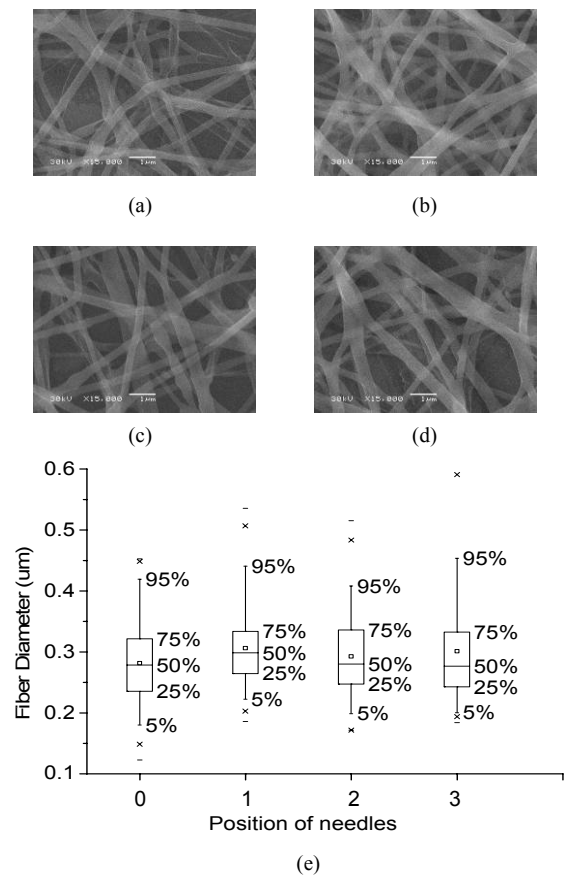 30kV X15,000 1μm
30kV X15,000 1μm
(a)
(b)
30kV X15,000 1μm
30kV X15,000 1μm
(c)
(d)
0.6
0.5
0.4
0.3
0.2
0.1
Fiber Diameter (um)
95%
75%
50%
25%
5%
95%
75%
50%
25%
5%
95%
75%
50%
25%
5%
95%
75%
50%
25%
5%
0 1 2 3
Position of needles
(e)